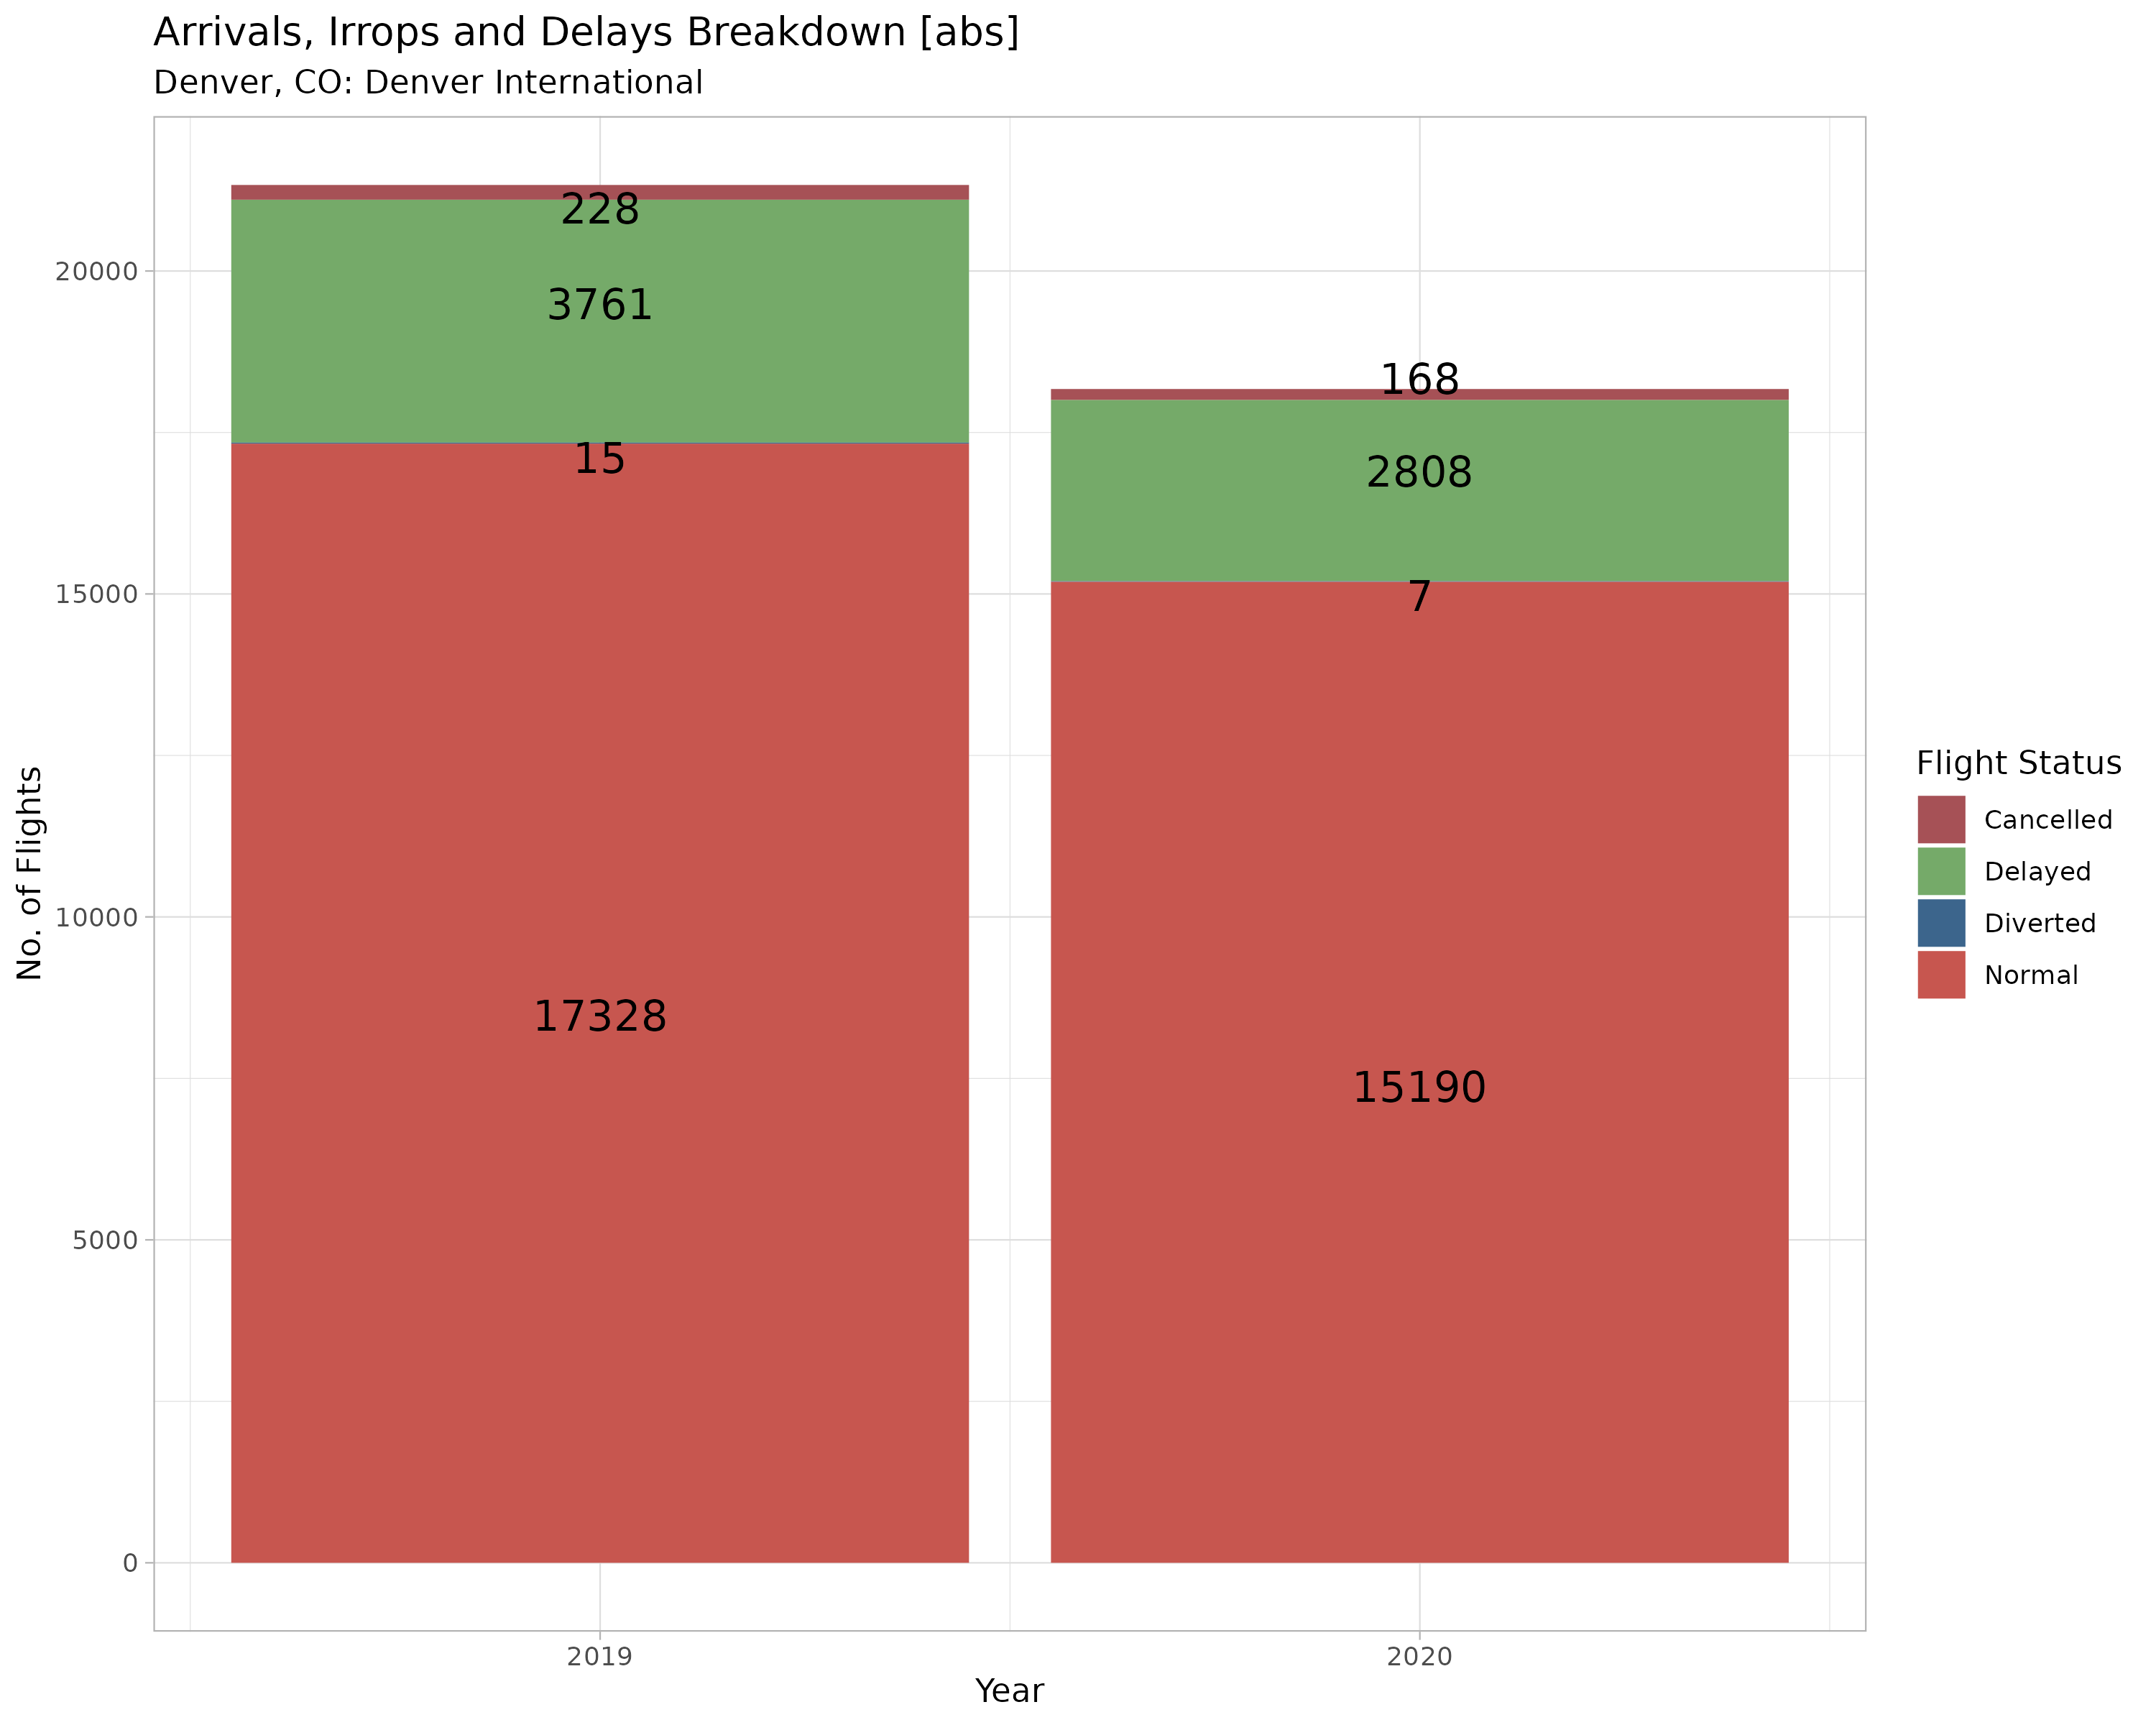 Arrivals, Irrops and Delays Breakdown [abs]
Denver, CO: Denver International
No. of Flights
20000
15000
10000
5000
0
228
3761
15
17328
168
2808
7
15190
2019
2020
Year
Flight Status
Cancelled
Delayed
Diverted
Normal